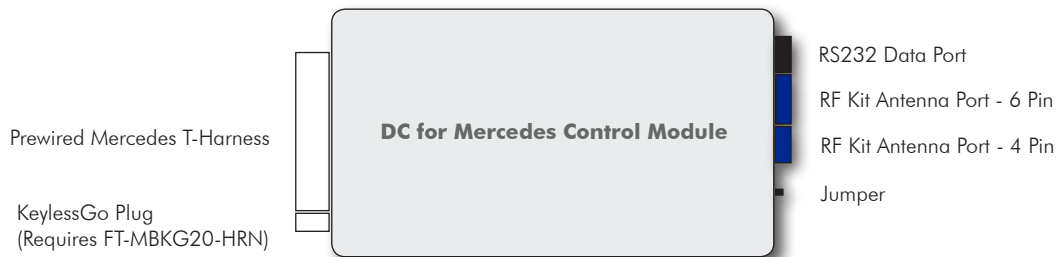 RS232 Data Port
RF Kit Antenna Port - 6 Pin
Prewired Mercedes T-Harness
DC for Mercedes Control Module
RF Kit Antenna Port - 4 Pin
Jumper
KeylessGo Plug
(Requires FT-MBKG20-HRN)